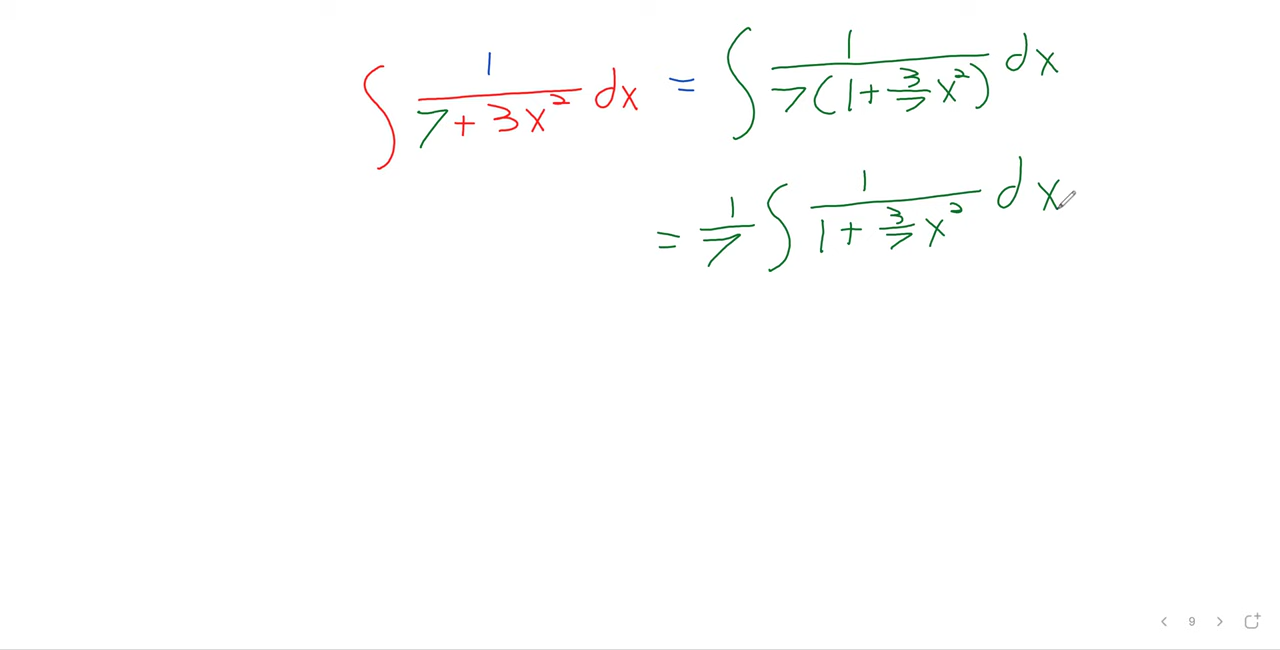 ∫ 1/(7 + 3x²) dx = ∫ 1/(7(1 + 3/7 x²)) dx
= 1/7 ∫ 1/(1 + 3/7 x²) dx
< 9 >